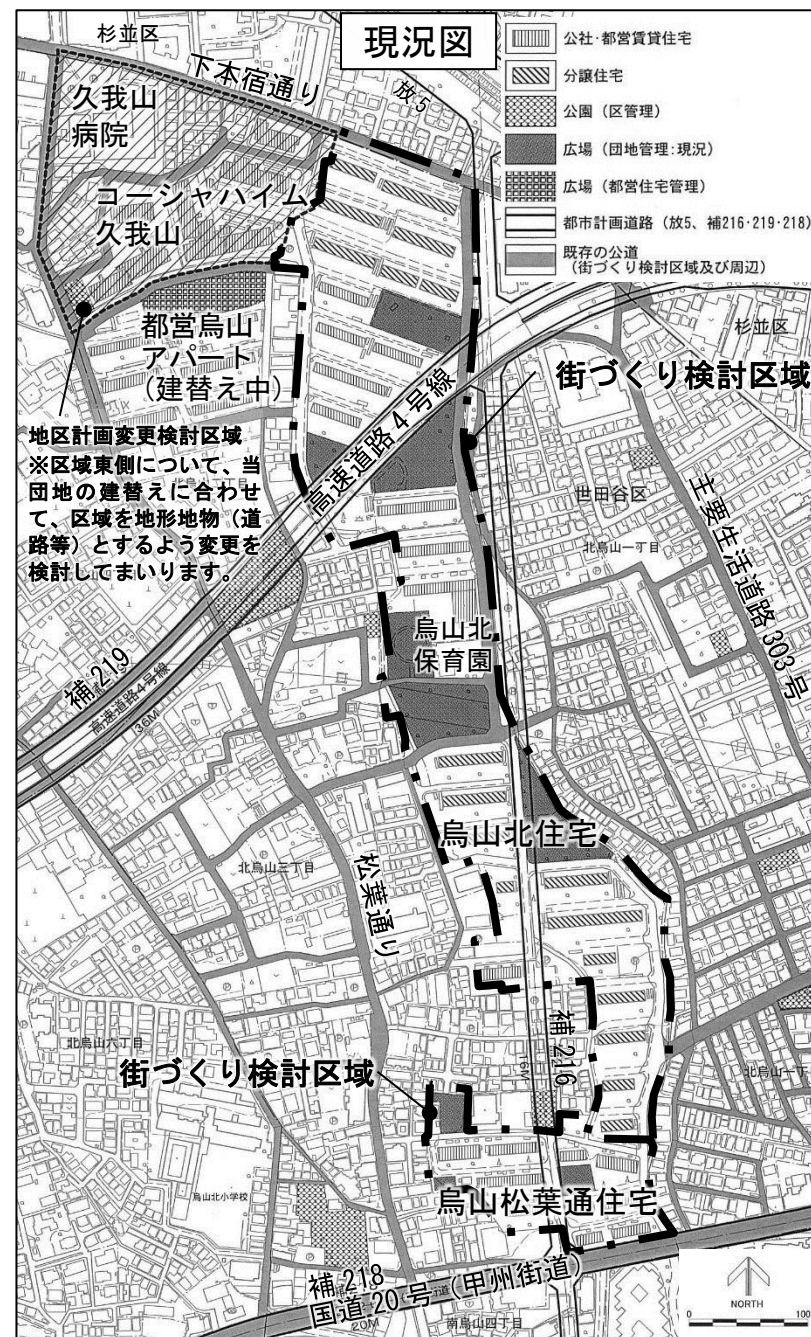 現況図
杉並区
下本宿通り
放5
公社・都営賃貸住宅
分譲住宅
公園（区管理）
広場（団地管理：現況）
広場（都営住宅管理）
都市計画道路（放5、補216・219・218）
既存の公道
（街づくり検討区域及び周辺）
久我山
病院
コーシャハイム
久我山
都営烏山
アパート
（建替え中）
杉並区
街づくり検討区域
高速道路4号線
地区計画変更検討区域
※区域東側について、当
団地の建替えに合わせ
て、区域を地形地物（道
路等）とするよう変更を
検討してまいります。
世田谷区
北烏山一丁目
主要生活道路303号
烏山北
保育園
補219
高速道路4号線
36M
烏山北住宅
北烏山三丁目
松葉通り
補216
16M
北烏山六丁目
街づくり検討区域
烏山北小学校
烏山松葉通住宅
補218
国道20号（甲州街道）
20M
南烏山四丁目
NORTH
0
100